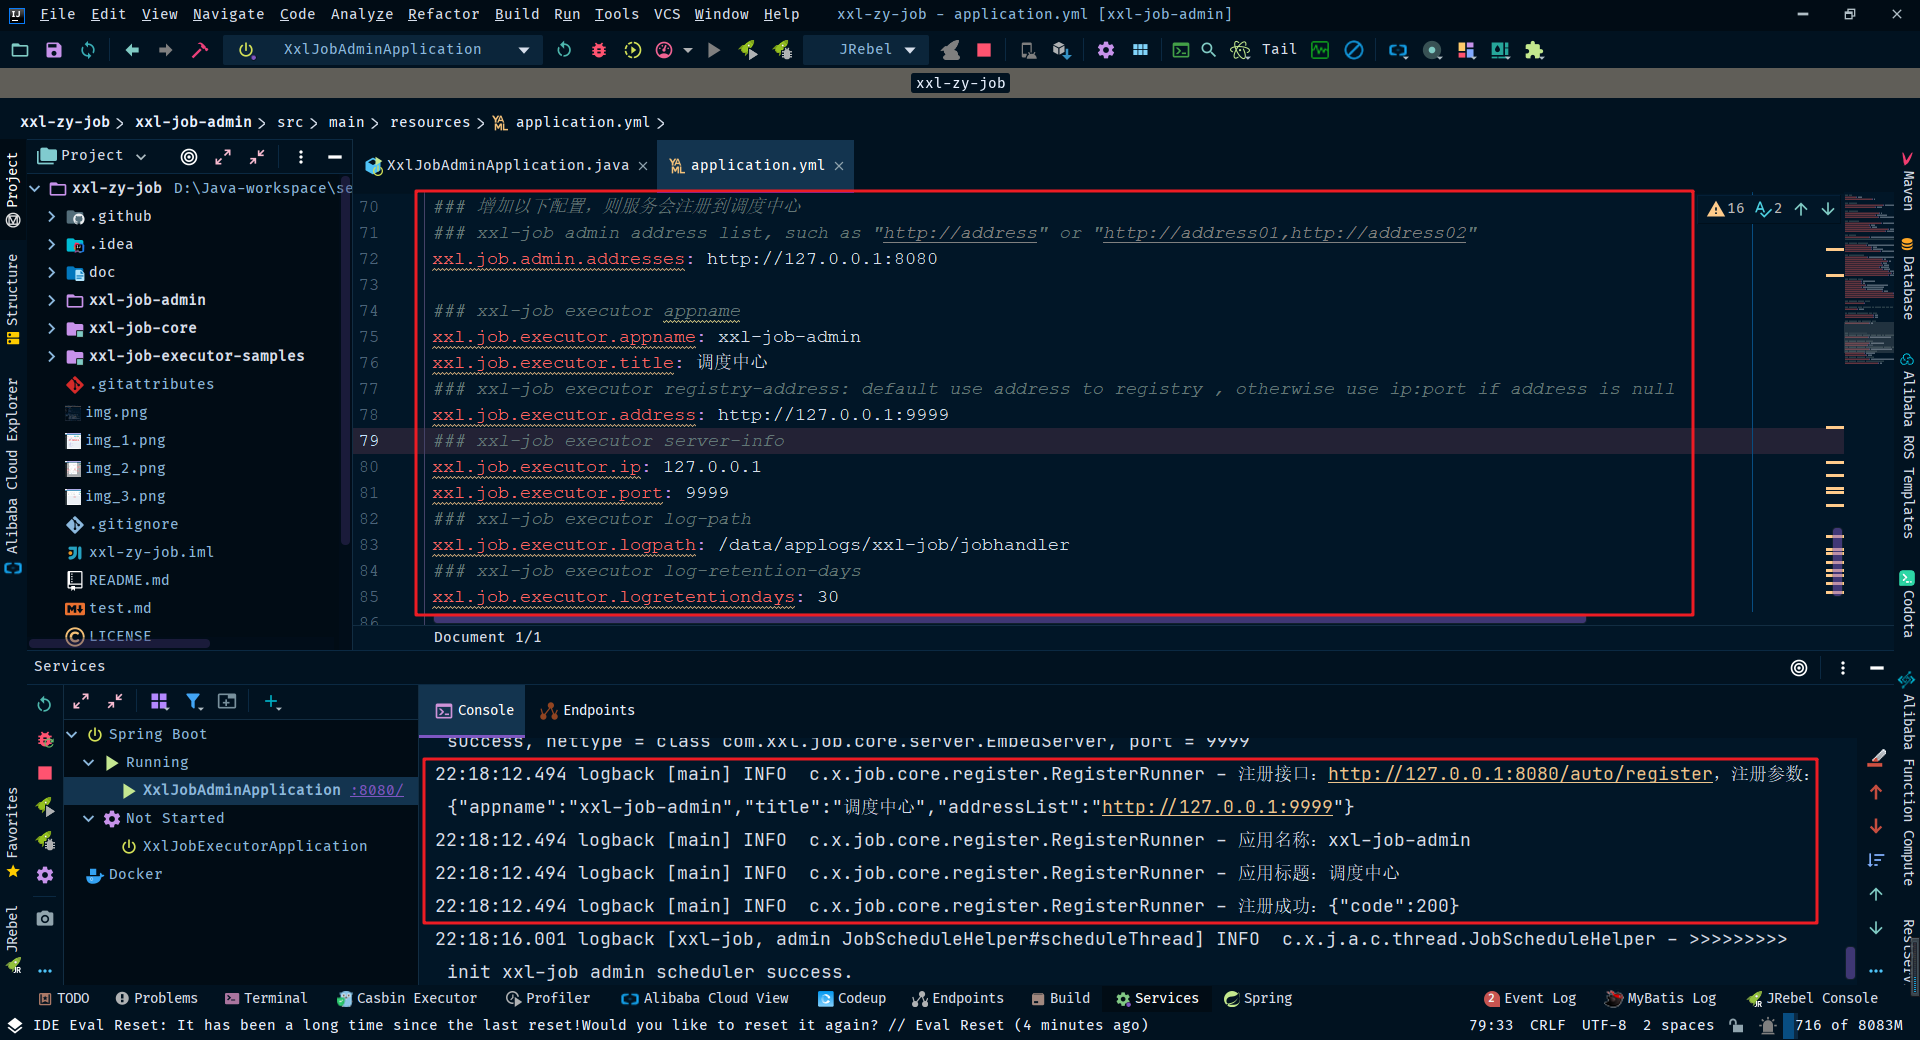 File Edit View Navigate Code Analyze Refactor Build Run Tools VCS Window Help xxl-zy-job - application.yml [xxl-job-admin]
XxlJobAdminApplication JRebel Tail
xxl-zy-job
xxl-zy-job > xxl-job-admin > src > main > resources > application.yml >
Project
XxlJobAdminApplication.java × application.yml ×
xxl-zy-job D:\Java-workspace\se
.github
.idea
doc
xxl-job-admin
xxl-job-core
xxl-job-executor-samples
.gitattributes
img.png
img_1.png
img_2.png
img_3.png
.gitignore
xxl-zy-job.iml
README.md
test.md
LICENSE
70 ### 增加以下配置，则服务会注册到调度中心
71 ### xxl-job admin address list, such as "http://address" or "http://address01,http://address02"
72 xxl.job.admin.addresses: http://127.0.0.1:8080
73
74 ### xxl-job executor appname
75 xxl.job.executor.appname: xxl-job-admin
76 xxl.job.executor.title: 调度中心
77 ### xxl-job executor registry-address: default use address to registry , otherwise use ip:port if address is null
78 xxl.job.executor.address: http://127.0.0.1:9999
79 ### xxl-job executor server-info
80 xxl.job.executor.ip: 127.0.0.1
81 xxl.job.executor.port: 9999
82 ### xxl-job executor log-path
83 xxl.job.executor.logpath: /data/applogs/xxl-job/jobhandler
84 ### xxl-job executor log-retention-days
85 xxl.job.executor.logretentiondays: 30
86
16 2
Document 1/1
Project
Structure
Alibaba Cloud Explorer
Favorites
JRebel
Maven
Database
Alibaba ROS Templates
Codota
Alibaba Function Compute
RestServ
Services
Console Endpoints
Spring Boot
Running
XxlJobAdminApplication :8080/
Not Started
XxlJobExecutorApplication
Docker
success, nettype = class com.xxl.job.core.server.EmbedServer, port = 9999
22:18:12.494 logback [main] INFO c.x.job.core.register.RegisterRunner - 注册接口：http://127.0.0.1:8080/auto/register，注册参数：
{"appname":"xxl-job-admin","title":"调度中心","addressList":"http://127.0.0.1:9999"}
22:18:12.494 logback [main] INFO c.x.job.core.register.RegisterRunner - 应用名称：xxl-job-admin
22:18:12.494 logback [main] INFO c.x.job.core.register.RegisterRunner - 应用标题：调度中心
22:18:12.494 logback [main] INFO c.x.job.core.register.RegisterRunner - 注册成功：{"code":200}
22:18:16.001 logback [xxl-job, admin JobScheduleHelper#scheduleThread] INFO c.x.j.a.c.thread.JobScheduleHelper - >>>>>>>>>
init xxl-job admin scheduler success.
TODO Problems Terminal Casbin Executor Profiler Alibaba Cloud View Codeup Endpoints Build Services Spring 2 Event Log MyBatis Log JRebel Console
IDE Eval Reset: It has been a long time since the last reset!Would you like to reset it again? // Eval Reset (4 minutes ago) 79:33 CRLF UTF-8 2 spaces 716 of 8083M